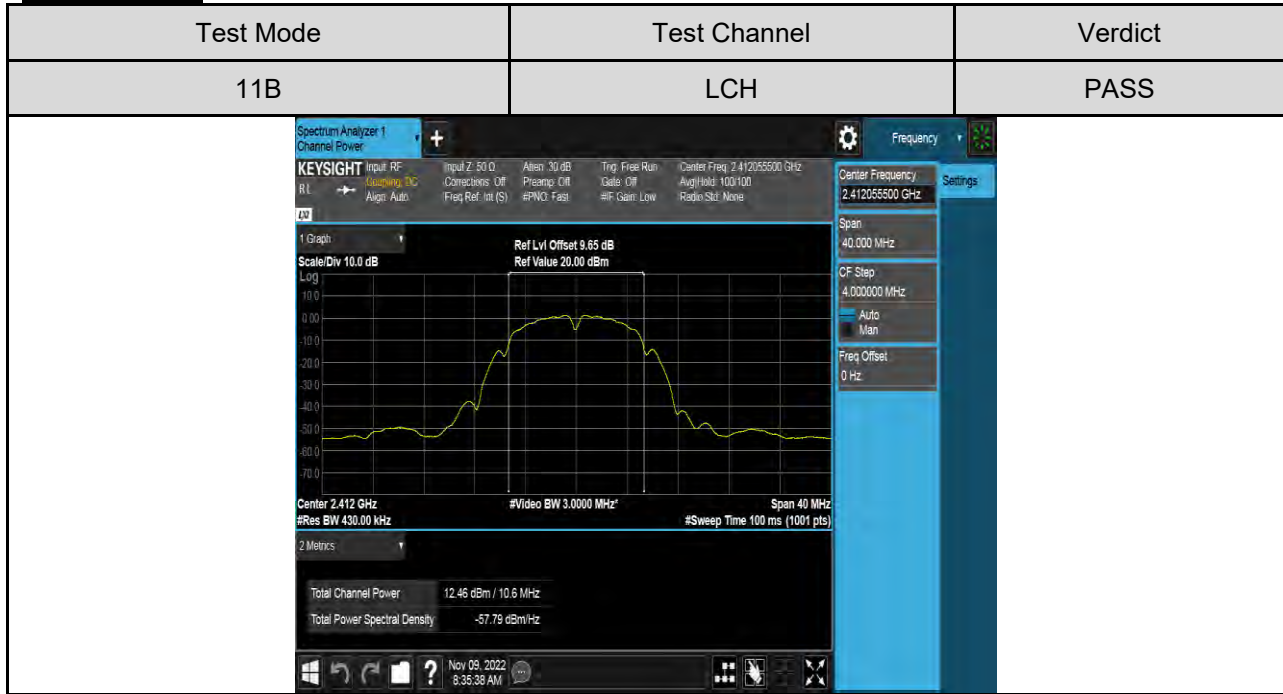 Test Mode Test Channel Verdict
11B LCH PASS
Spectrum Analyzer 1
Channel Power
+
Frequency
KEYSIGHT Input: RF Input Z: 50 Ω Atten: 30 dB Trig: Free Run Center Freq: 2.412055500 GHz
RL Coupling: DC Corrections: Off Preamp: Off Gate: Off Avg|Hold: 100/100
Align: Auto Freq Ref: Int (S) #PNO: Fast #IF Gain: Low Radio Std: None
LXI
Center Frequency
2.412055500 GHz
Settings
Span
40.000 MHz
CF Step
4.000000 MHz
Auto
Man
Freq Offset
0 Hz
1 Graph
Ref Lvl Offset 9.65 dB
Scale/Div 10.0 dB Ref Value 20.00 dBm
Log
10.0
0.00
-10.0
-20.0
-30.0
-40.0
-50.0
-60.0
-70.0
Center 2.412 GHz #Video BW 3.0000 MHz* Span 40 MHz
#Res BW 430.00 kHz #Sweep Time 100 ms (1001 pts)
2 Metrics
Total Channel Power 12.46 dBm / 10.6 MHz
Total Power Spectral Density -57.79 dBm/Hz
? Nov 09, 2022
8:35:38 AM